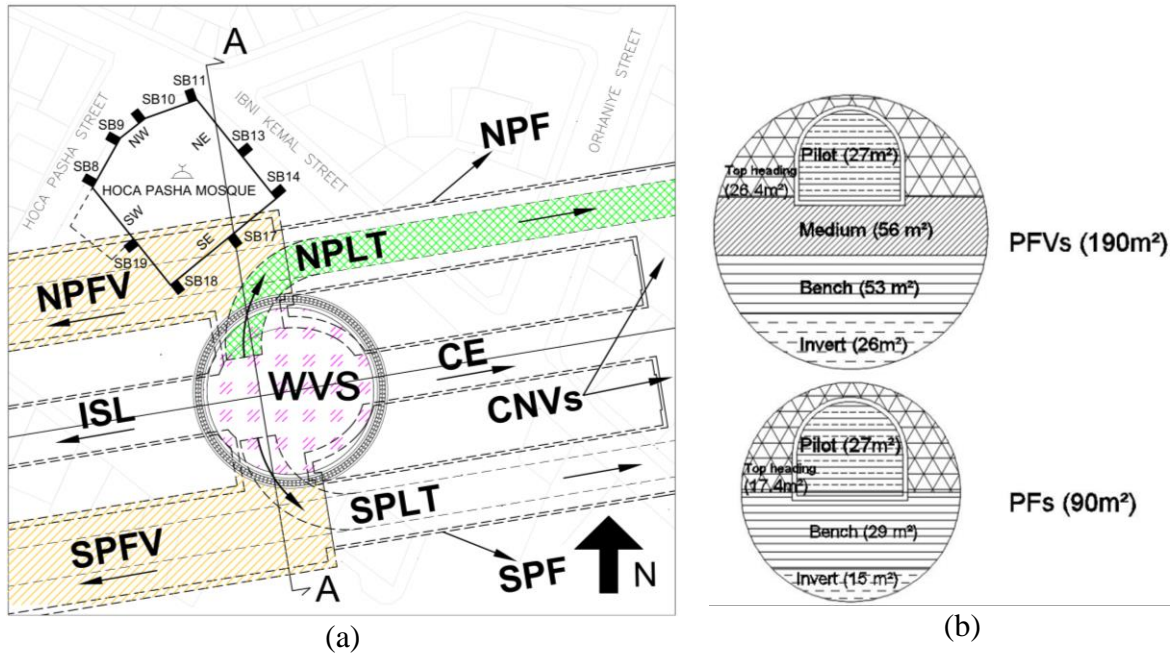 A
SB11
SB10
SB9
SB8
SB13
SB14
SB17
SB18
SB19
NW
NE
SW
SE
HOCA PASHA MOSQUE
HOCA PASHA STREET
IBNI KEMAL STREET
ORHANIYE STREET
NPF
NPLT
NPFV
WVS
CE
ISL
CNVs
SPLT
SPFV
SPF
A
N
(a)
Pilot (27m²)
Top heading
(26.4m²)
Medium (56 m²)
Bench (53 m²)
Invert (26m²)
PFVs (190m²)
Pilot (27m²)
Top heading
(17.4m²)
Bench (29 m²)
Invert (15 m²)
PFs (90m²)
(b)